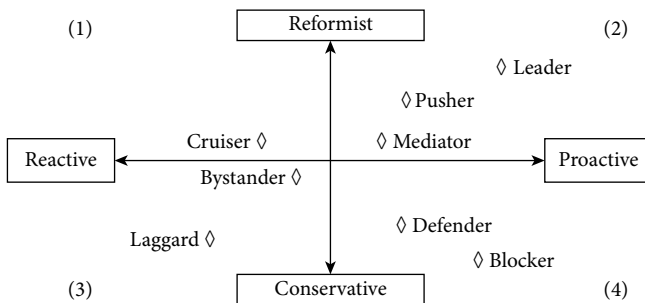 (1)
Reformist
(2)
Leader
Pusher
Cruiser
Mediator
Reactive
Proactive
Bystander
Laggard
Defender
Blocker
(3)
Conservative
(4)